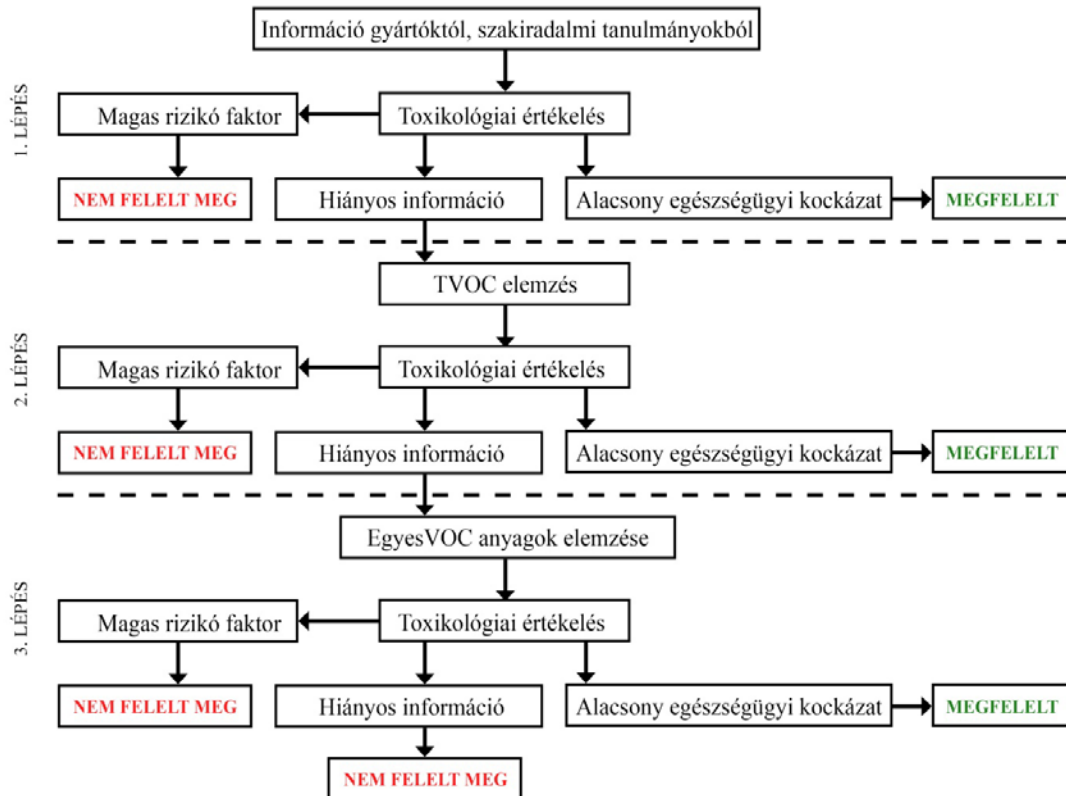 Információ gyártóktól, szakiradalmi tanulmányokból
1. LÉPÉS
Magas rizikó faktor
Toxikológiai értékelés
NEM FELELT MEG
Hiányos információ
Alacsony egészségügyi kockázat
MEGFELELT
TVOC elemzés
2. LÉPÉS
Magas rizikó faktor
Toxikológiai értékelés
NEM FELELT MEG
Hiányos információ
Alacsony egészségügyi kockázat
MEGFELELT
EgyesVOC anyagok elemzése
3. LÉPÉS
Magas rizikó faktor
Toxikológiai értékelés
NEM FELELT MEG
Hiányos információ
Alacsony egészségügyi kockázat
MEGFELELT
NEM FELELT MEG